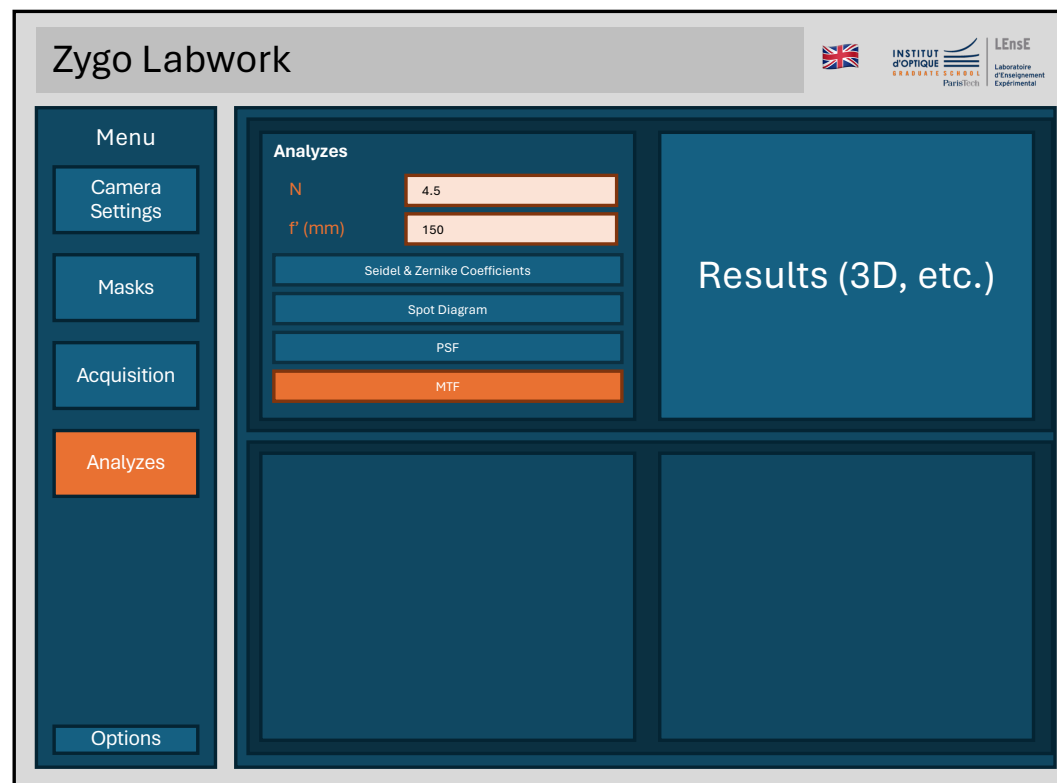 Zygo Labwork
INSTITUT
d'OPTIQUE
GRADUATE SCHOOL
ParisTech
LEnsE
Laboratoire
d'Enseignement
Expérimental
Menu
Camera
Settings
Masks
Acquisition
Analyzes
Options
Analyzes
N
4.5
f' (mm)
150
Seidel & Zernike Coefficients
Spot Diagram
PSF
MTF
Results (3D, etc.)